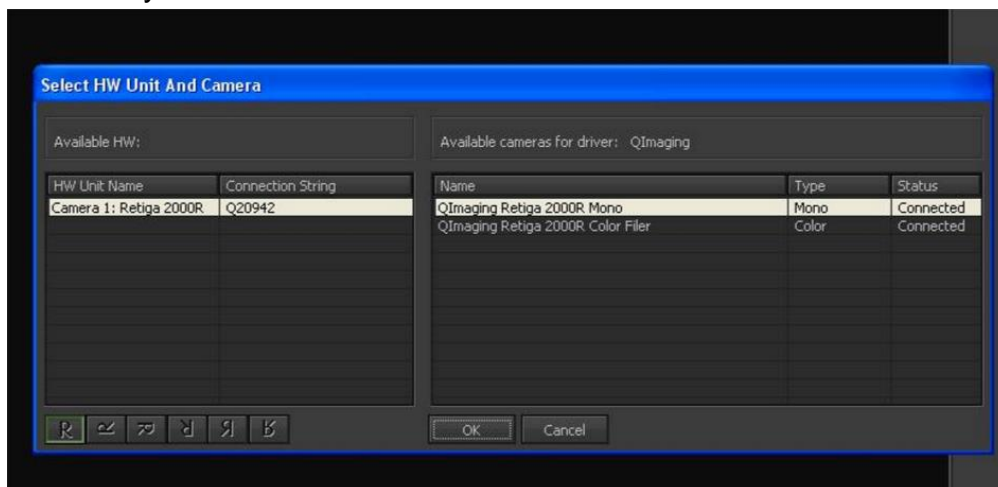 Select HW Unit And Camera
Available HW:
Available cameras for driver: QImaging
HW Unit Name Connection String
Camera 1: Retiga 2000R Q20942
Name Type Status
QImaging Retiga 2000R Mono Mono Connected
QImaging Retiga 2000R Color Filer Color Connected
R R R R R R
OK Cancel